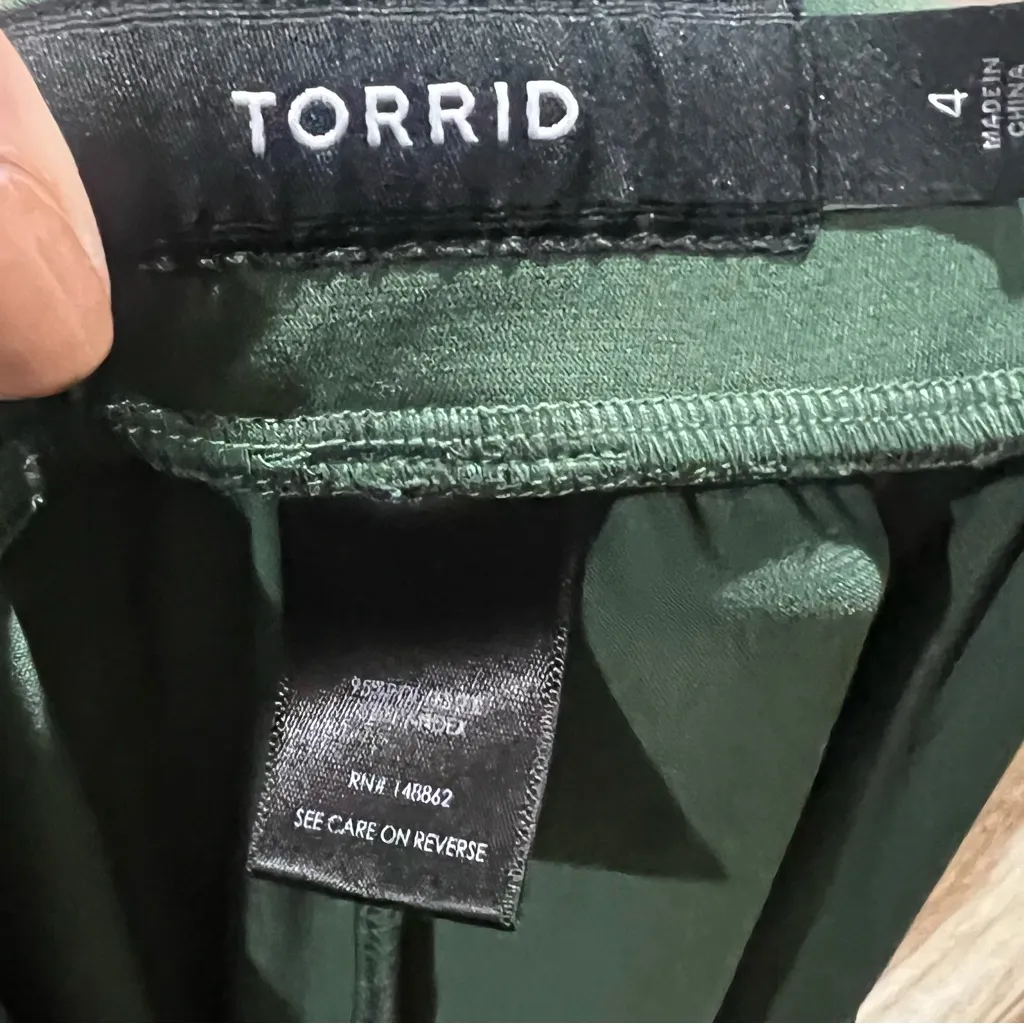 TORRID
4
MADE IN
CHINA
RN# 148862
SEE CARE ON REVERSE